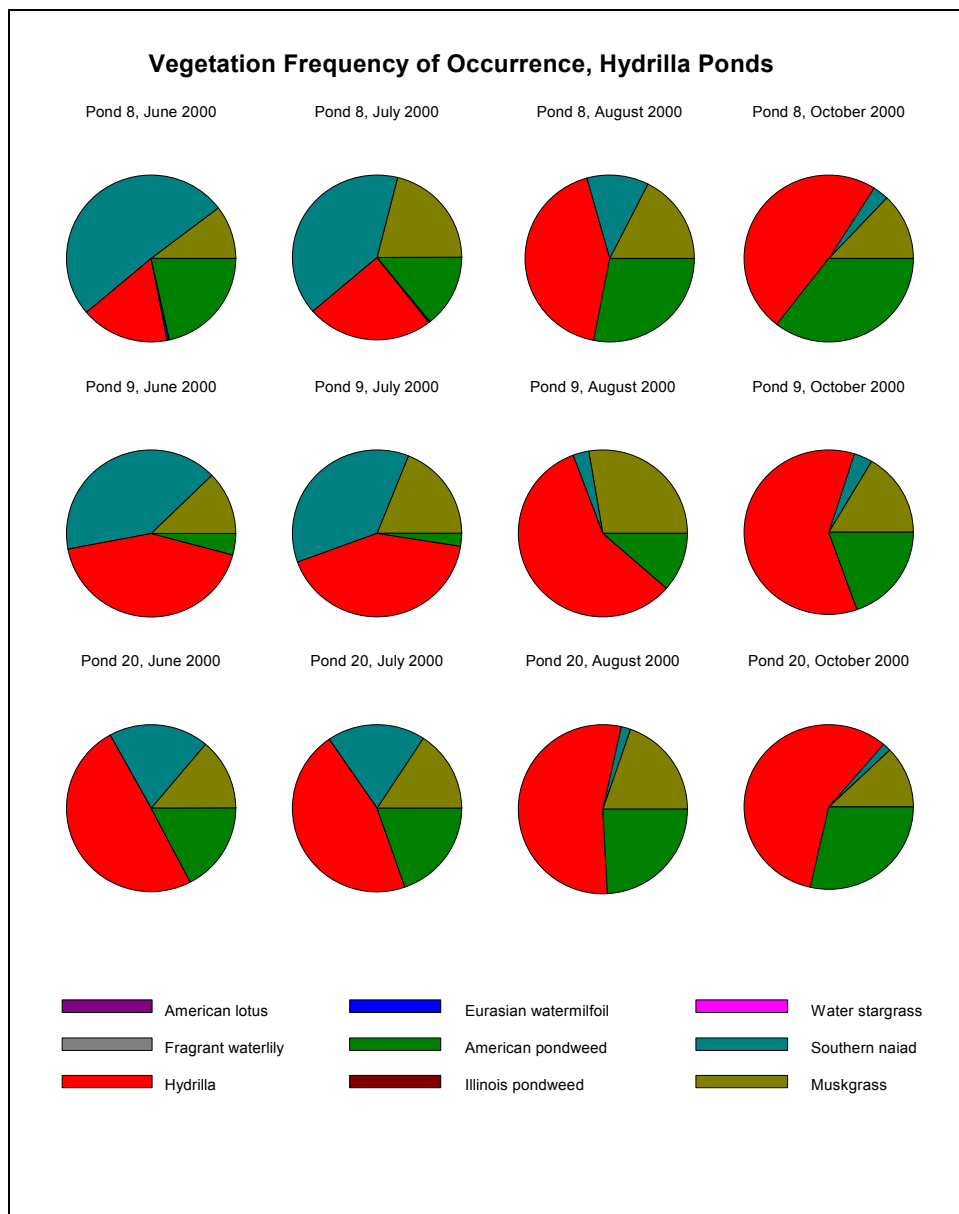 Vegetation Frequency of Occurrence, Hydrilla Ponds
Pond 8, June 2000
Pond 8, July 2000
Pond 8, August 2000
Pond 8, October 2000
Pond 9, June 2000
Pond 9, July 2000
Pond 9, August 2000
Pond 9, October 2000
Pond 20, June 2000
Pond 20, July 2000
Pond 20, August 2000
Pond 20, October 2000
American lotus
Eurasian watermilfoil
Water stargrass
Fragrant waterlily
American pondweed
Southern naiad
Hydrilla
Illinois pondweed
Muskgrass